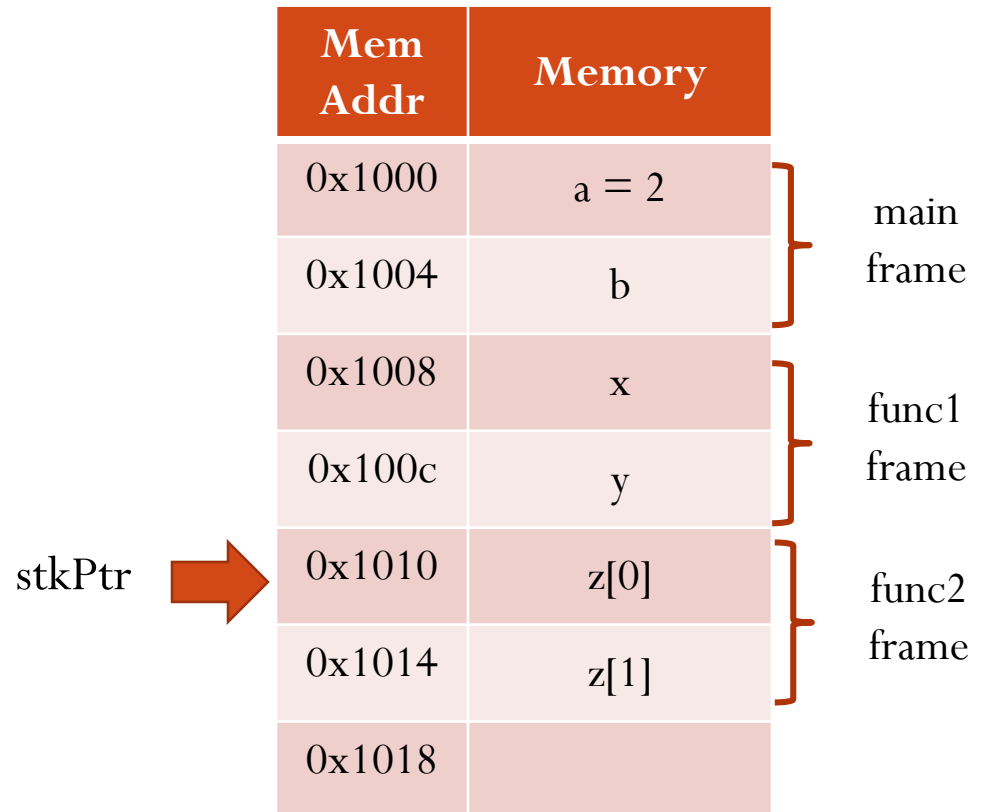 Mem
Addr
Memory
0x1000
a = 2
main
frame
0x1004
b
0x1008
x
func1
frame
0x100c
y
stkPtr
0x1010
z[0]
func2
frame
0x1014
z[1]
0x1018